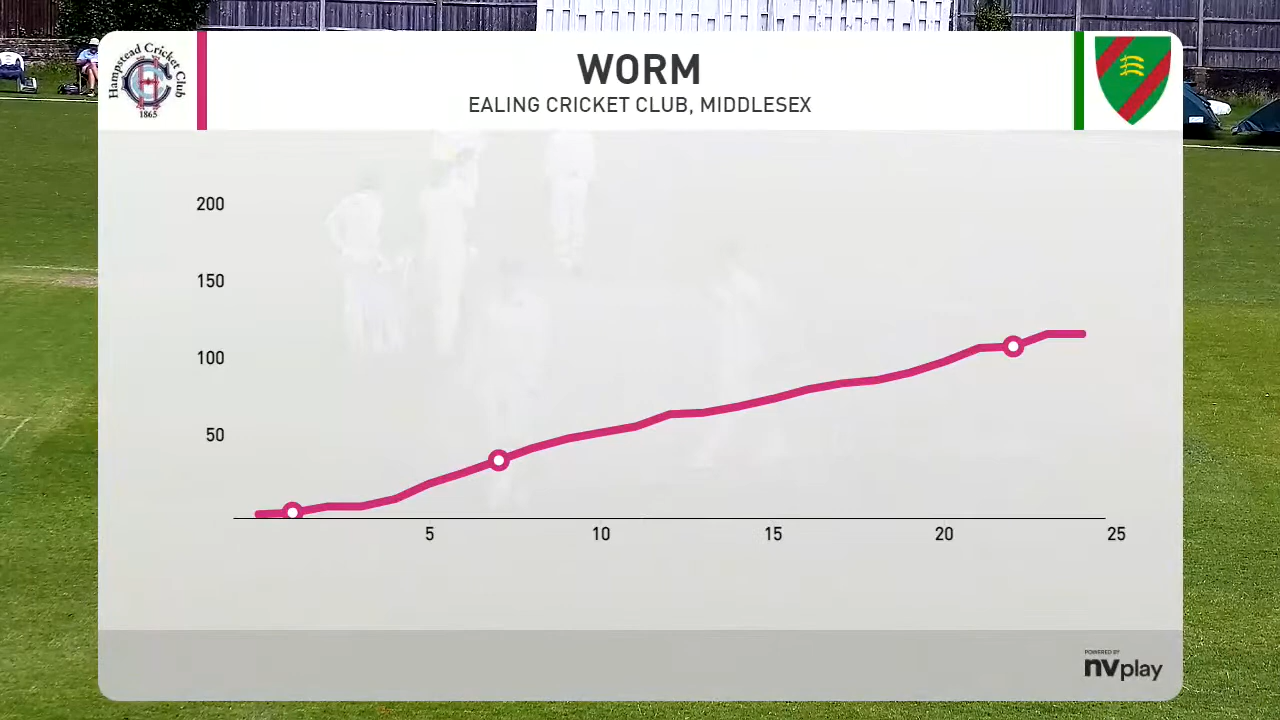 Hampstead Cricket Club
1865
WORM
EALING CRICKET CLUB, MIDDLESEX
200
150
100
50
5
10
15
20
25
POWERED BY
nvplay